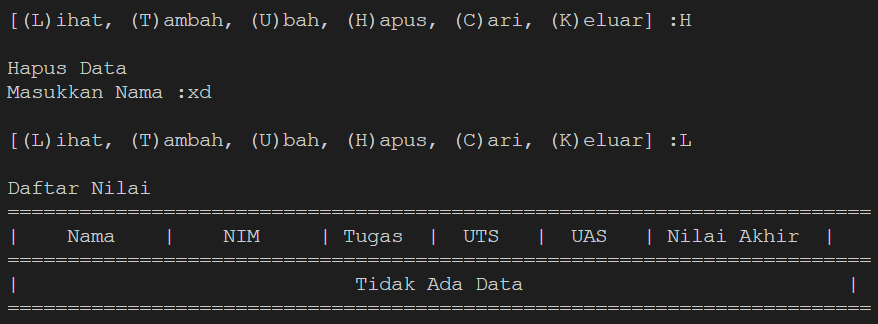 [(L)ihat, (T)ambah, (U)bah, (H)apus, (C)ari, (K)eluar] :H
Hapus Data
Masukkan Nama :xd
[(L)ihat, (T)ambah, (U)bah, (H)apus, (C)ari, (K)eluar] :L
Daftar Nilai
========================================================================
|    Nama    |    NIM     | Tugas  |  UTS   |  UAS   | Nilai Akhir  |
========================================================================
|                            Tidak Ada Data                           |
========================================================================